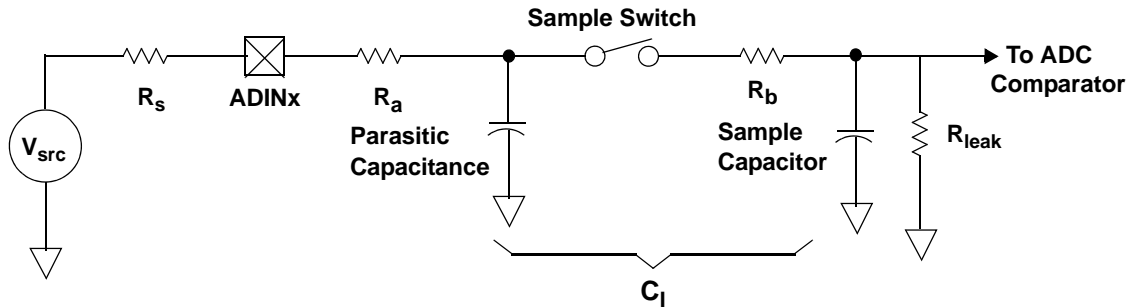 Sample Switch
To ADC
Comparator
Rs
ADINx
Ra
Rb
Parasitic
Capacitance
Sample
Capacitor
Rleak
Vsrc
Cl